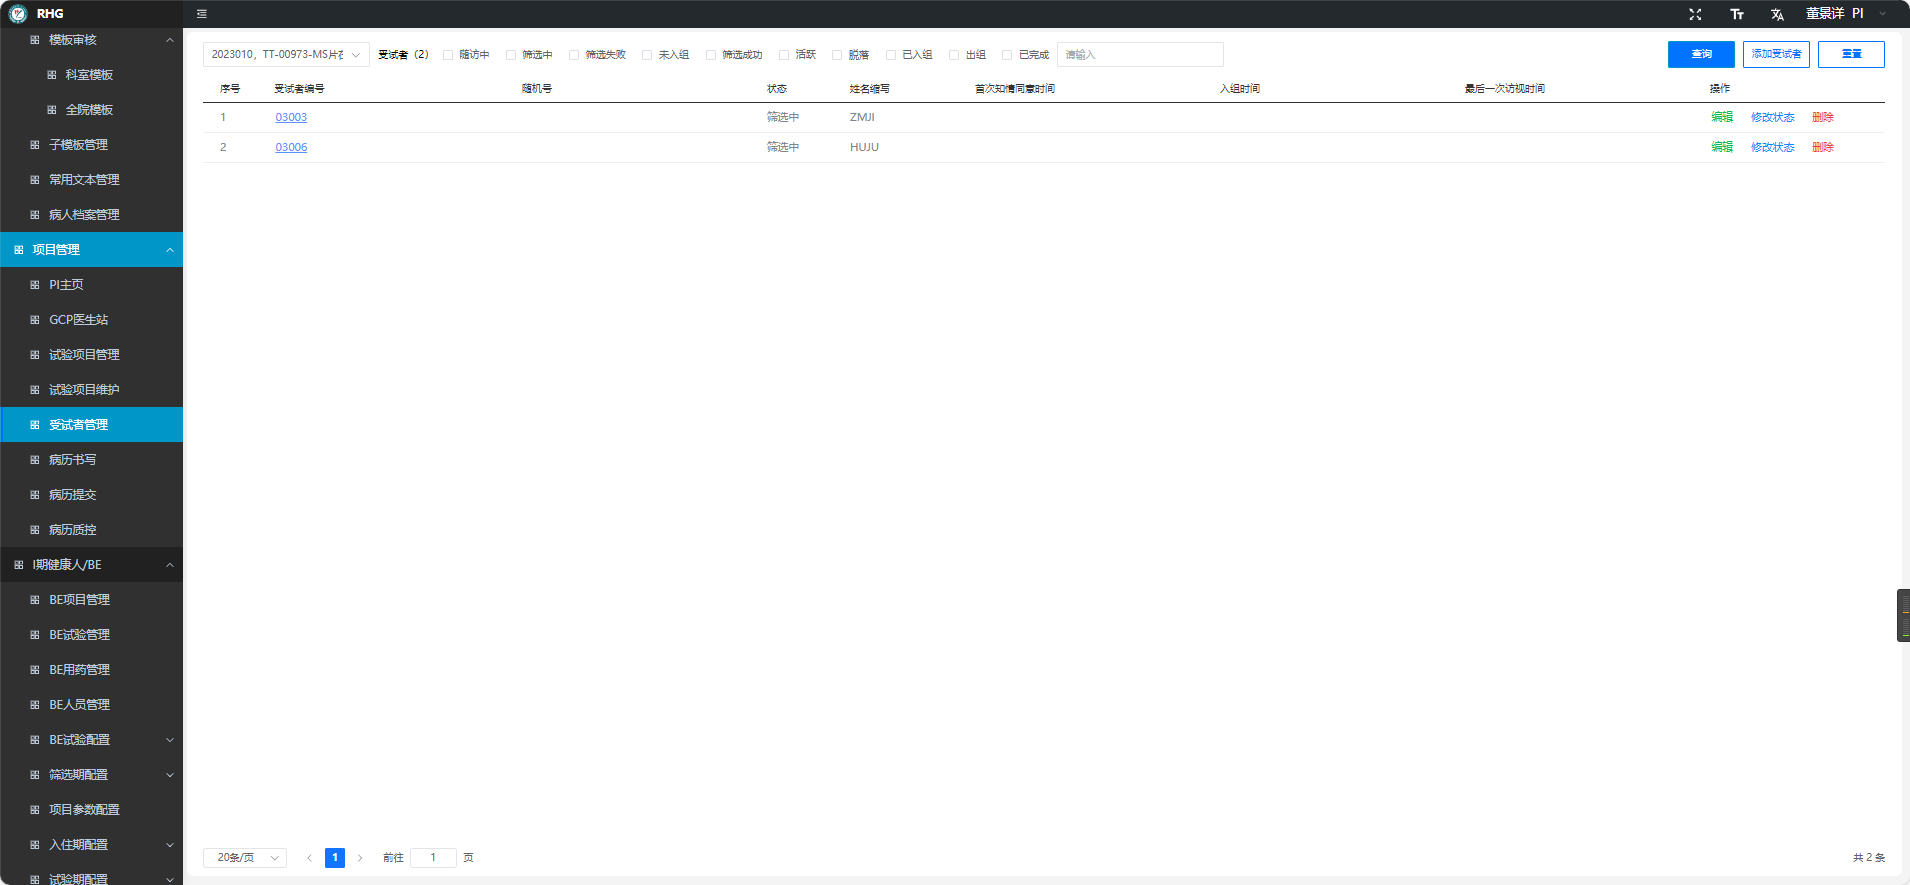 RHG
董景详 PI
模板审核
科室模板
全院模板
子模板管理
常用文本管理
病人档案管理
项目管理
PI主页
GCP医生站
试验项目管理
试验项目维护
受试者管理
病历书写
病历提交
病历质控
I期健康人/BE
BE项目管理
BE试验管理
BE用药管理
BE人员管理
BE试验配置
筛选期配置
项目参数配置
入住期配置
试验期配置
2023010，TT-00973-MS片在 受试者（2） 随访中 筛选中 筛选失败 未入组 筛选成功 活跃 脱落 已入组 出组 已完成 请输入 查询 添加受试者 重置
序号 受试者编号 随机号 状态 姓名缩写 首次知情同意时间 入组时间 最后一次访视时间 操作
1 03003 筛选中 ZMJI 编辑 修改状态 删除
2 03006 筛选中 HUJU 编辑 修改状态 删除
20条/页 1 前往 1 页 共 2 条